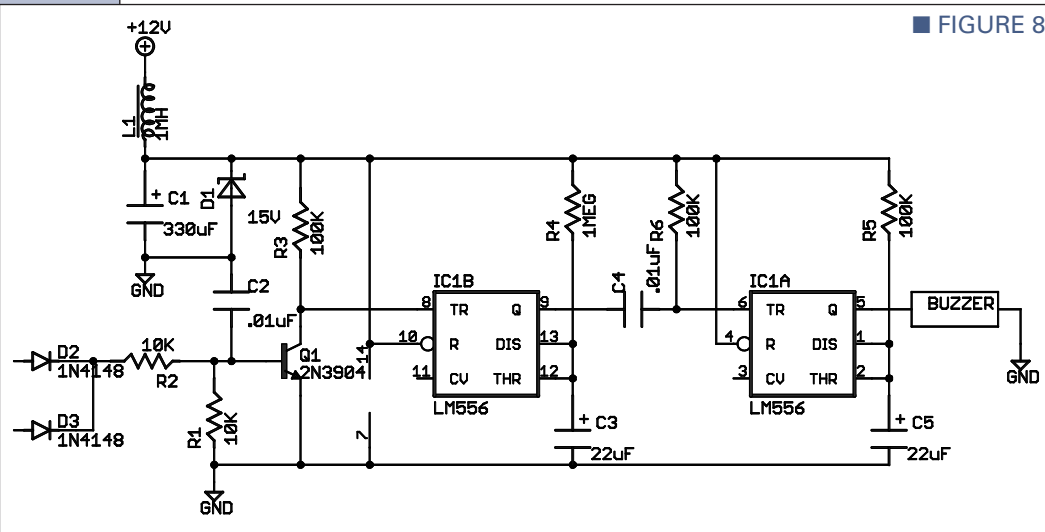 ■ FIGURE 8
+12V
L1
1MH
+ C1
330uF
GND
D1
15V
R3
100K
C2
.01uF
R4
1MEG
C4
.01uF
R6
100K
R5
100K
IC1B
8 TR Q 9
10 R DIS 13
11 CV THR 12
LM556
14
7
IC1A
6 TR Q 5
4 R DIS 1
3 CV THR 2
LM556
BUZZER
GND
D2
1N4148
10K
R2
Q1
2N3904
D3
1N4148
R1
10K
GND
+ C3
22uF
+ C5
22uF